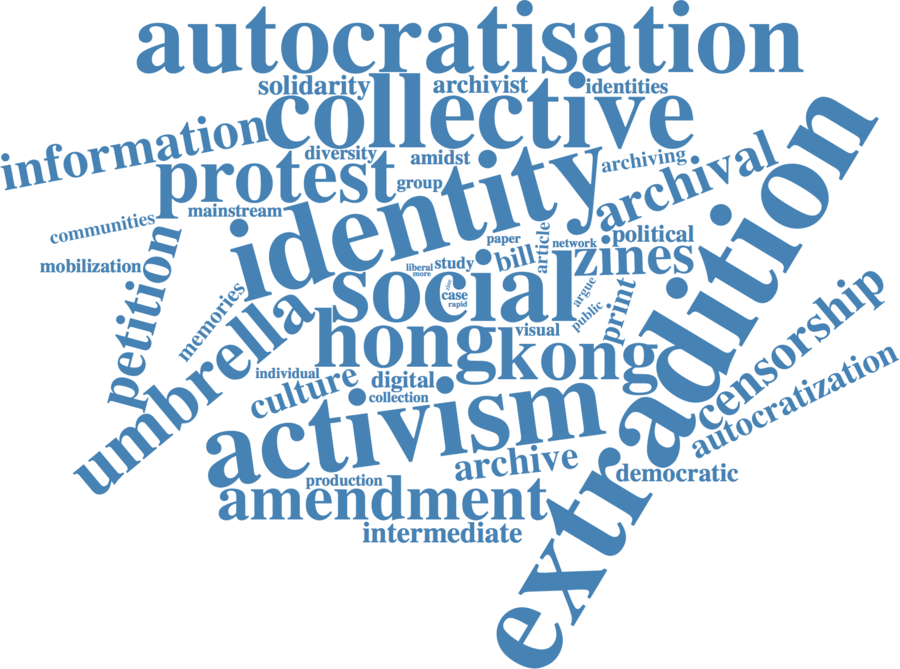 autocratisation
solidarity
archivist
identities
collective
information
diversity
amidst
archiving
protest
group
identity
archival
mainstream
extradition
communities
petition
paper
article
network
political
mobilization
liberal
study
more
bill
zines
social
case
rapid
argue
public
print
memories
umbrella
hong
visual
kong
censorship
individual
culture
digital
collection
autocratization
activism
archive
democratic
production
amendment
intermediate